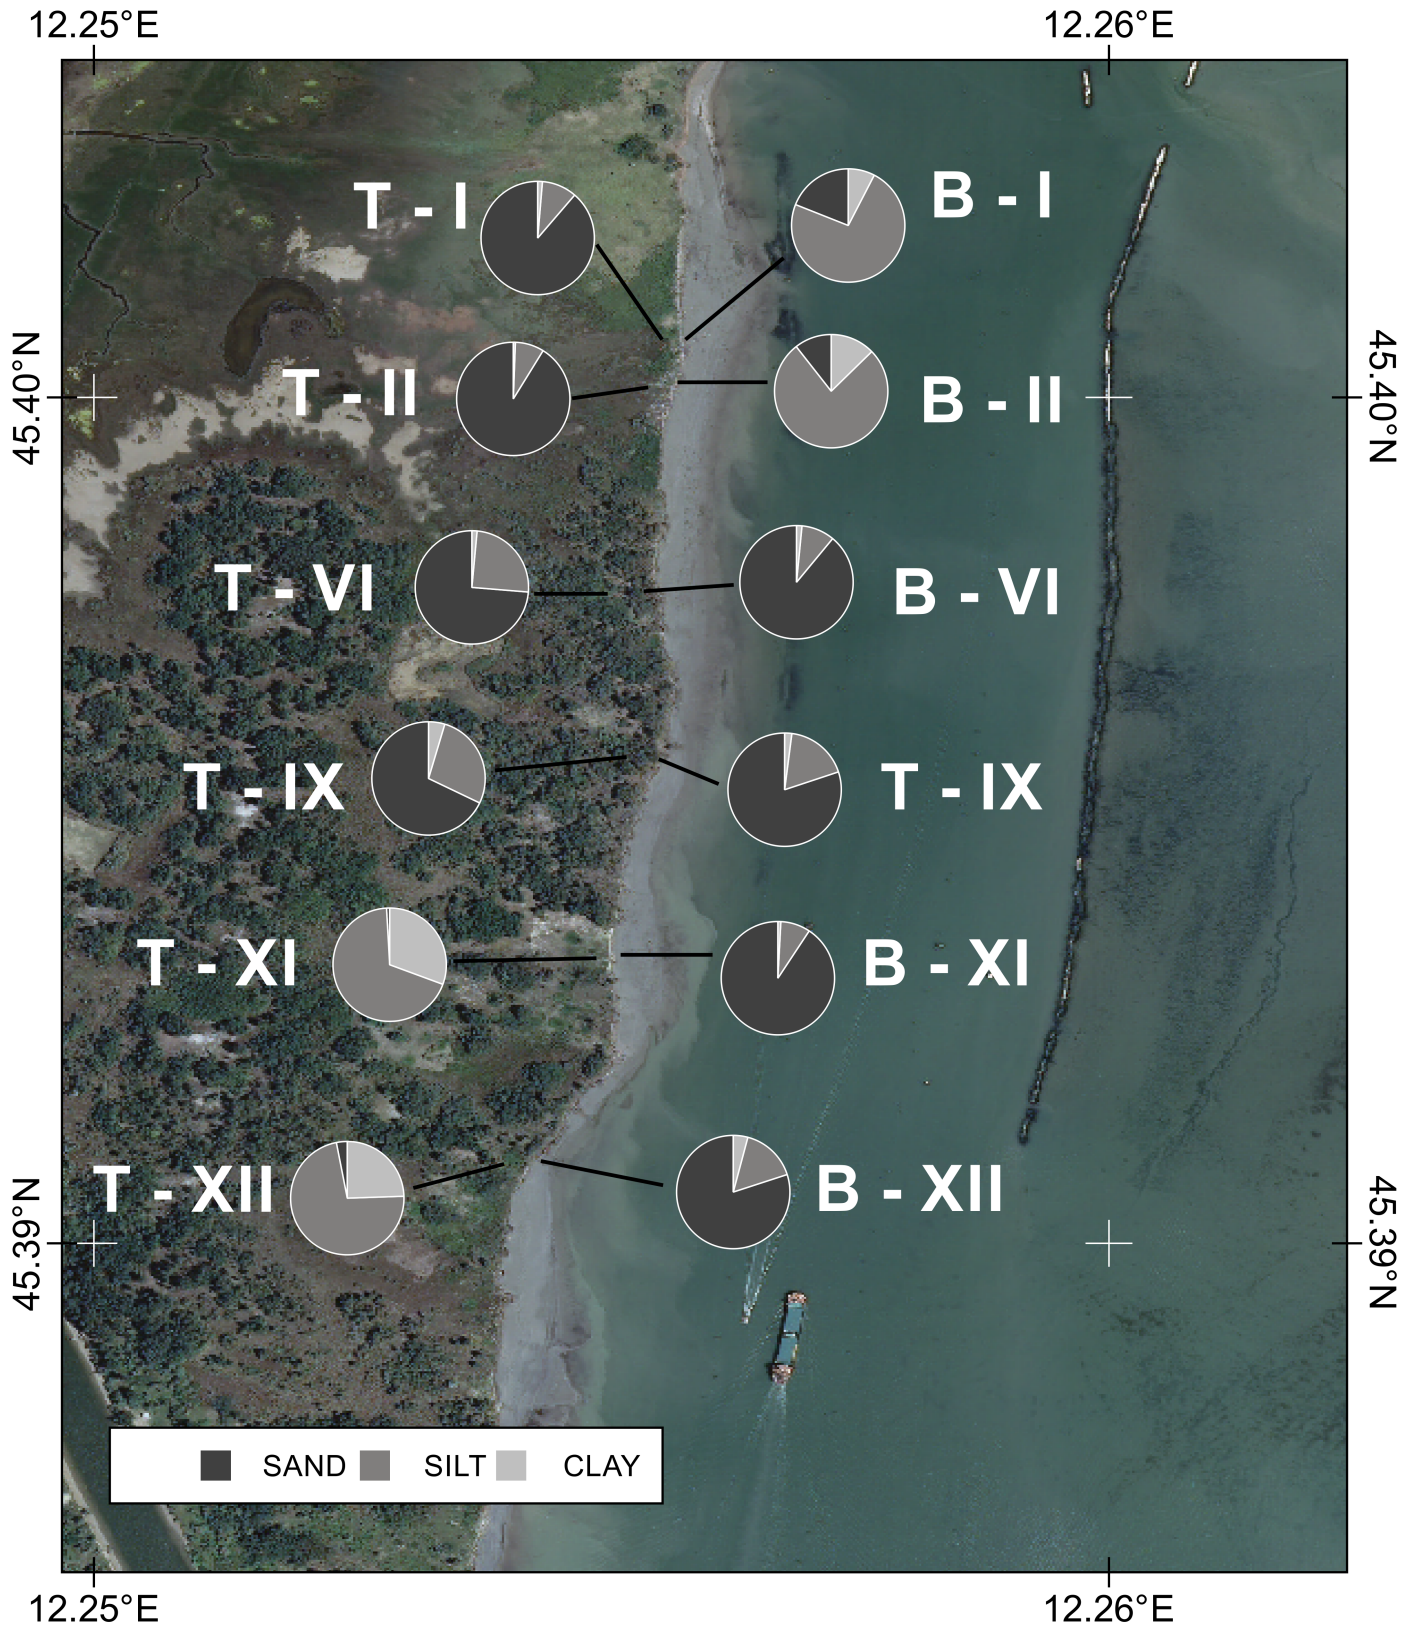 12.25°E 12.26°E
T - I B - I
45.40°N 45.40°N
T - II B - II
T - VI B - VI
T - IX T - IX
T - XI B - XI
T - XII B - XII
45.39°N 45.39°N
SAND SILT CLAY
12.25°E 12.26°E